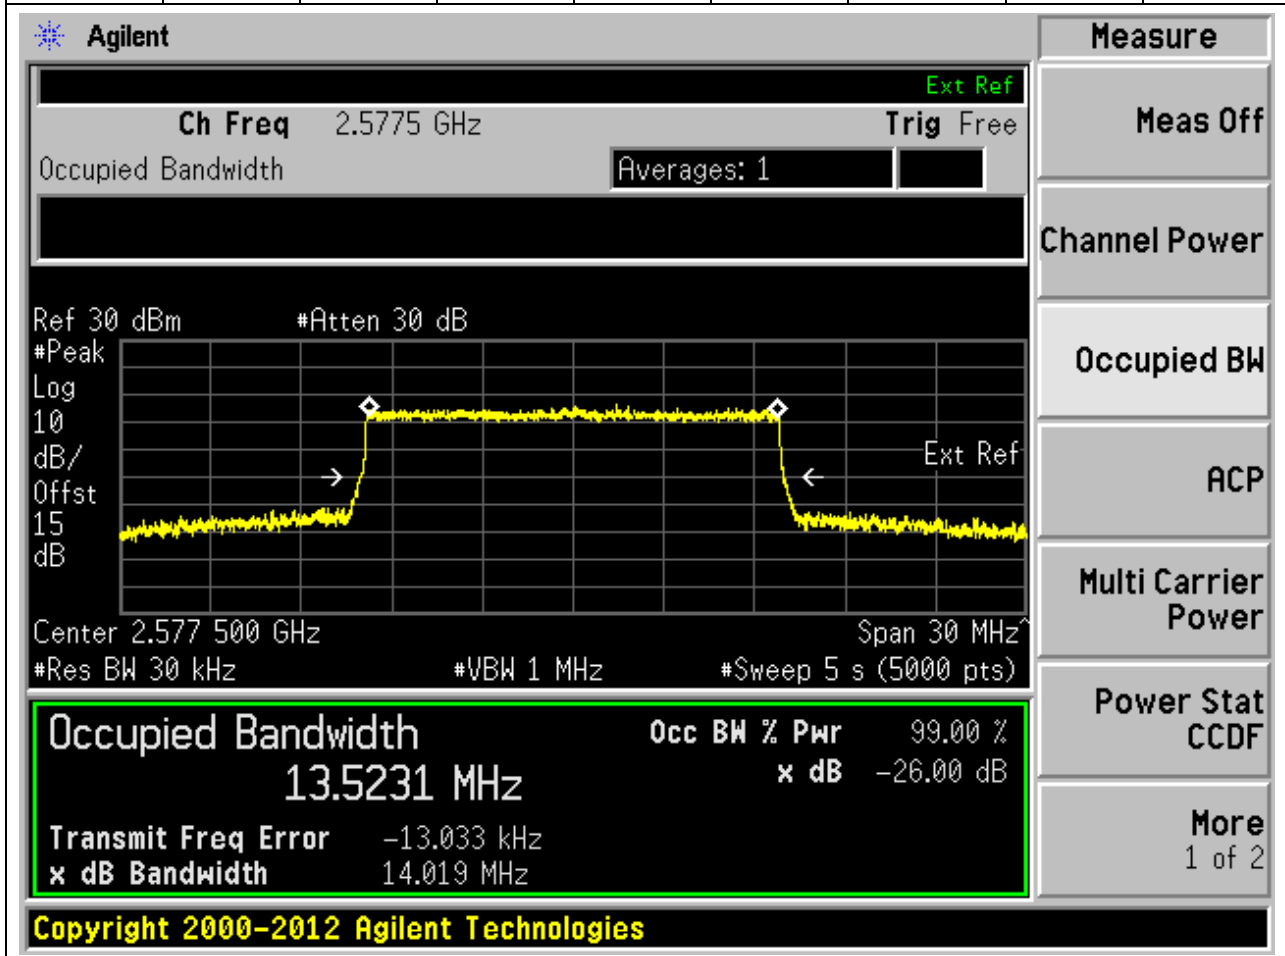 Agilent
Measure
Ext Ref
Ch Freq 2.5775 GHz
Trig Free
Meas Off
Occupied Bandwidth
Averages: 1
Channel Power
Ref 30 dBm
#Atten 30 dB
#Peak
Log
10
dB/
Offst
15
dB
Ext Ref
Occupied BW
ACP
Center 2.577 500 GHz
Span 30 MHz^
#Res BW 30 kHz
#VBW 1 MHz
#Sweep 5 s (5000 pts)
Multi Carrier
Power
Occupied Bandwidth
13.5231 MHz
Occ BW % Pwr 99.00 %
x dB -26.00 dB
Transmit Freq Error -13.033 kHz
x dB Bandwidth 14.019 MHz
Power Stat
CCDF
More
1 of 2
Copyright 2000-2012 Agilent Technologies